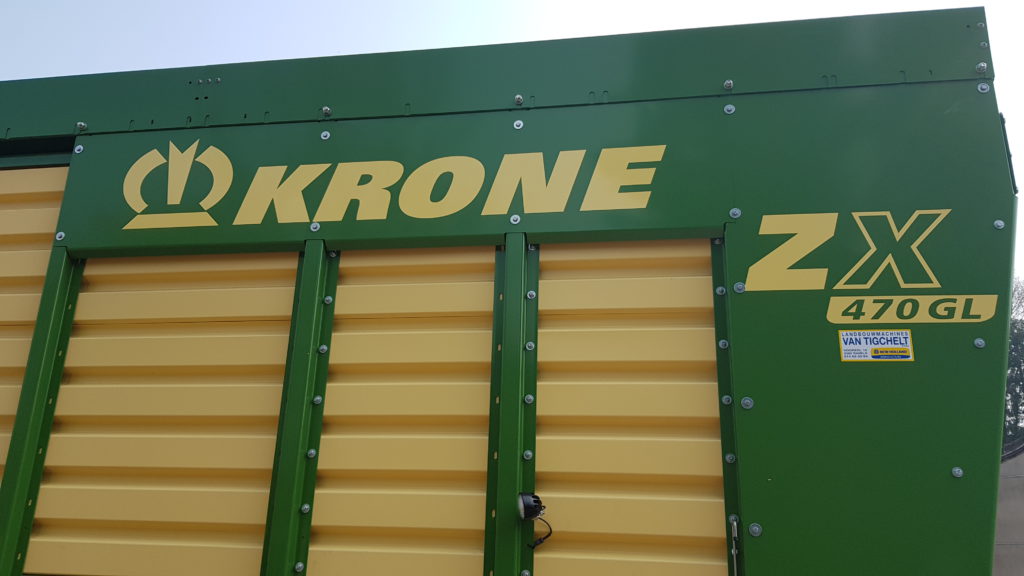 KRONE
ZX
470 GL
LANDBOUWMACHINES
VAN TIGCHELT
NEW HOLLAND